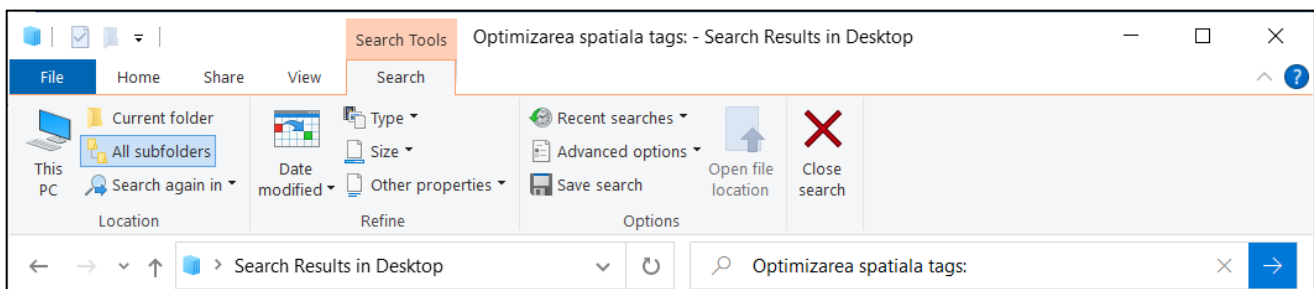 Search Tools Optimizarea spatiala tags: - Search Results in Desktop
File Home Share View Search
This PC
Current folder
All subfolders
Search again in
Location
Date modified
Type
Size
Other properties
Refine
Recent searches
Advanced options
Save search
Open file location
Options
Close search
Search Results in Desktop
Optimizarea spatiala tags: